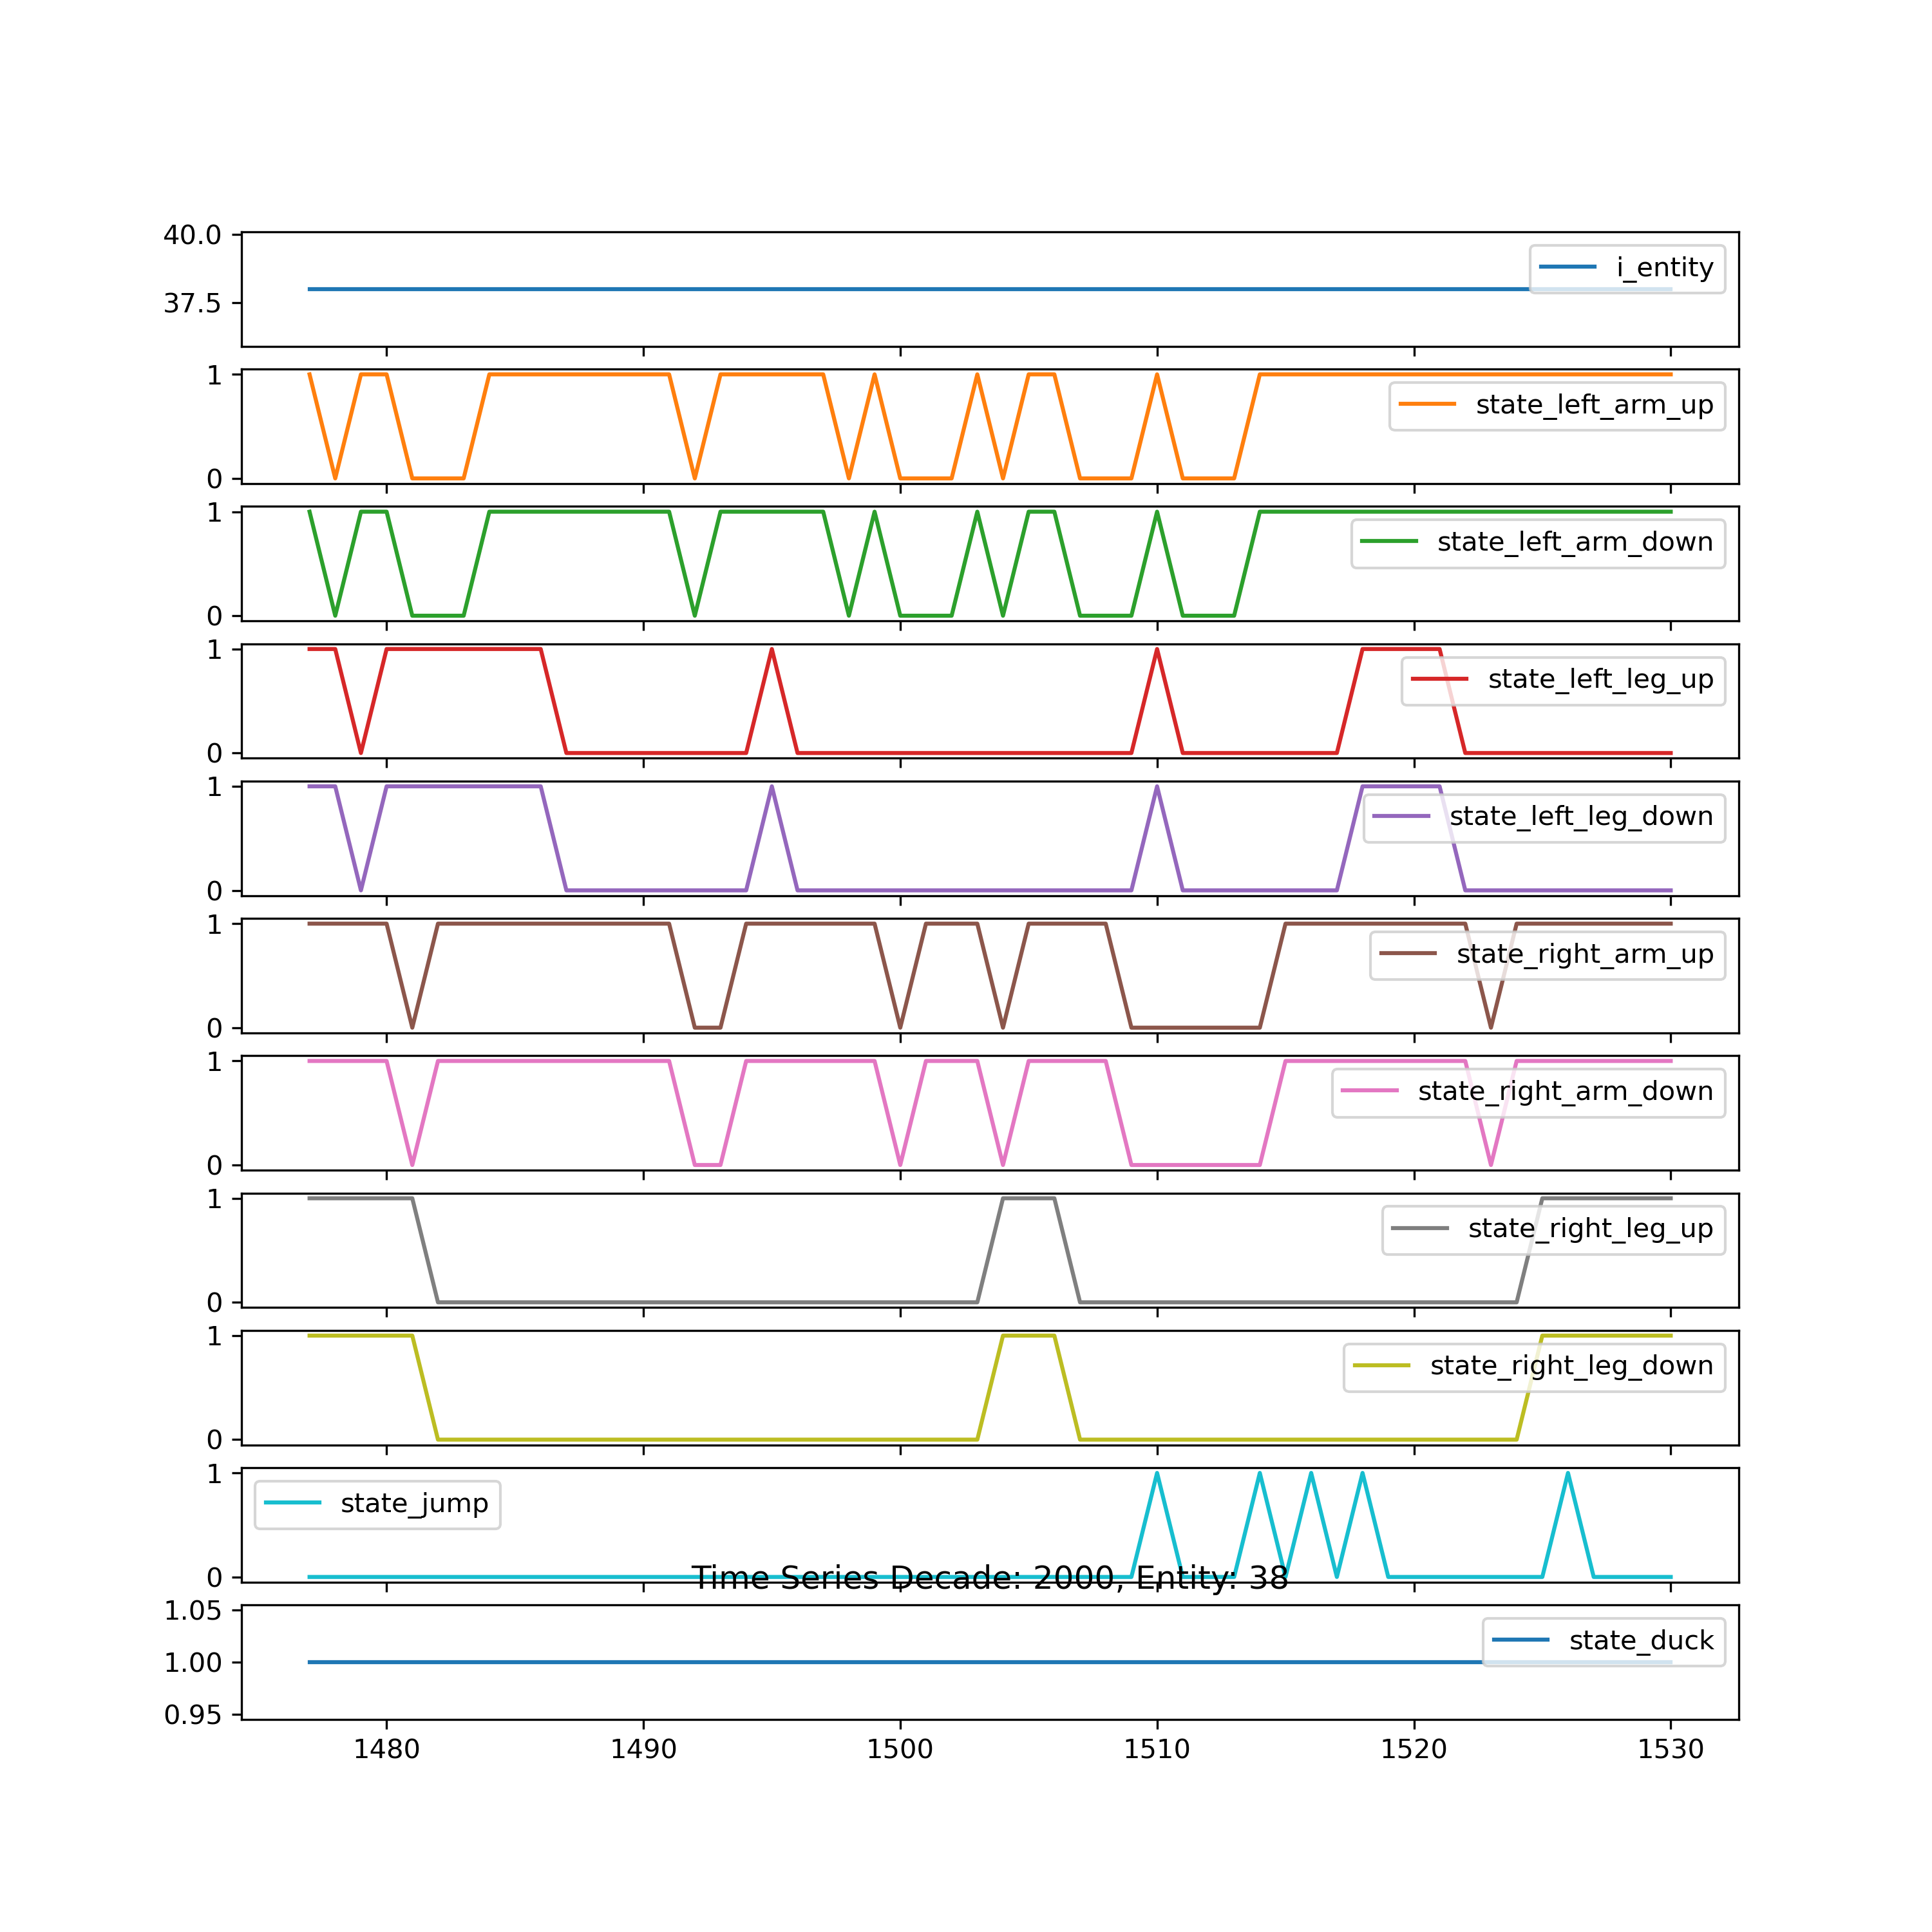 40.0
37.5
i_entity
1
0
state_left_arm_up
1
0
state_left_arm_down
1
0
state_left_leg_up
1
0
state_left_leg_down
1
0
state_right_arm_up
1
0
state_right_arm_down
1
0
state_right_leg_up
1
0
state_right_leg_down
1
0
state_jump
Time Series Decade: 2000, Entity: 38
1.05
1.00
0.95
state_duck
1480 1490 1500 1510 1520 1530